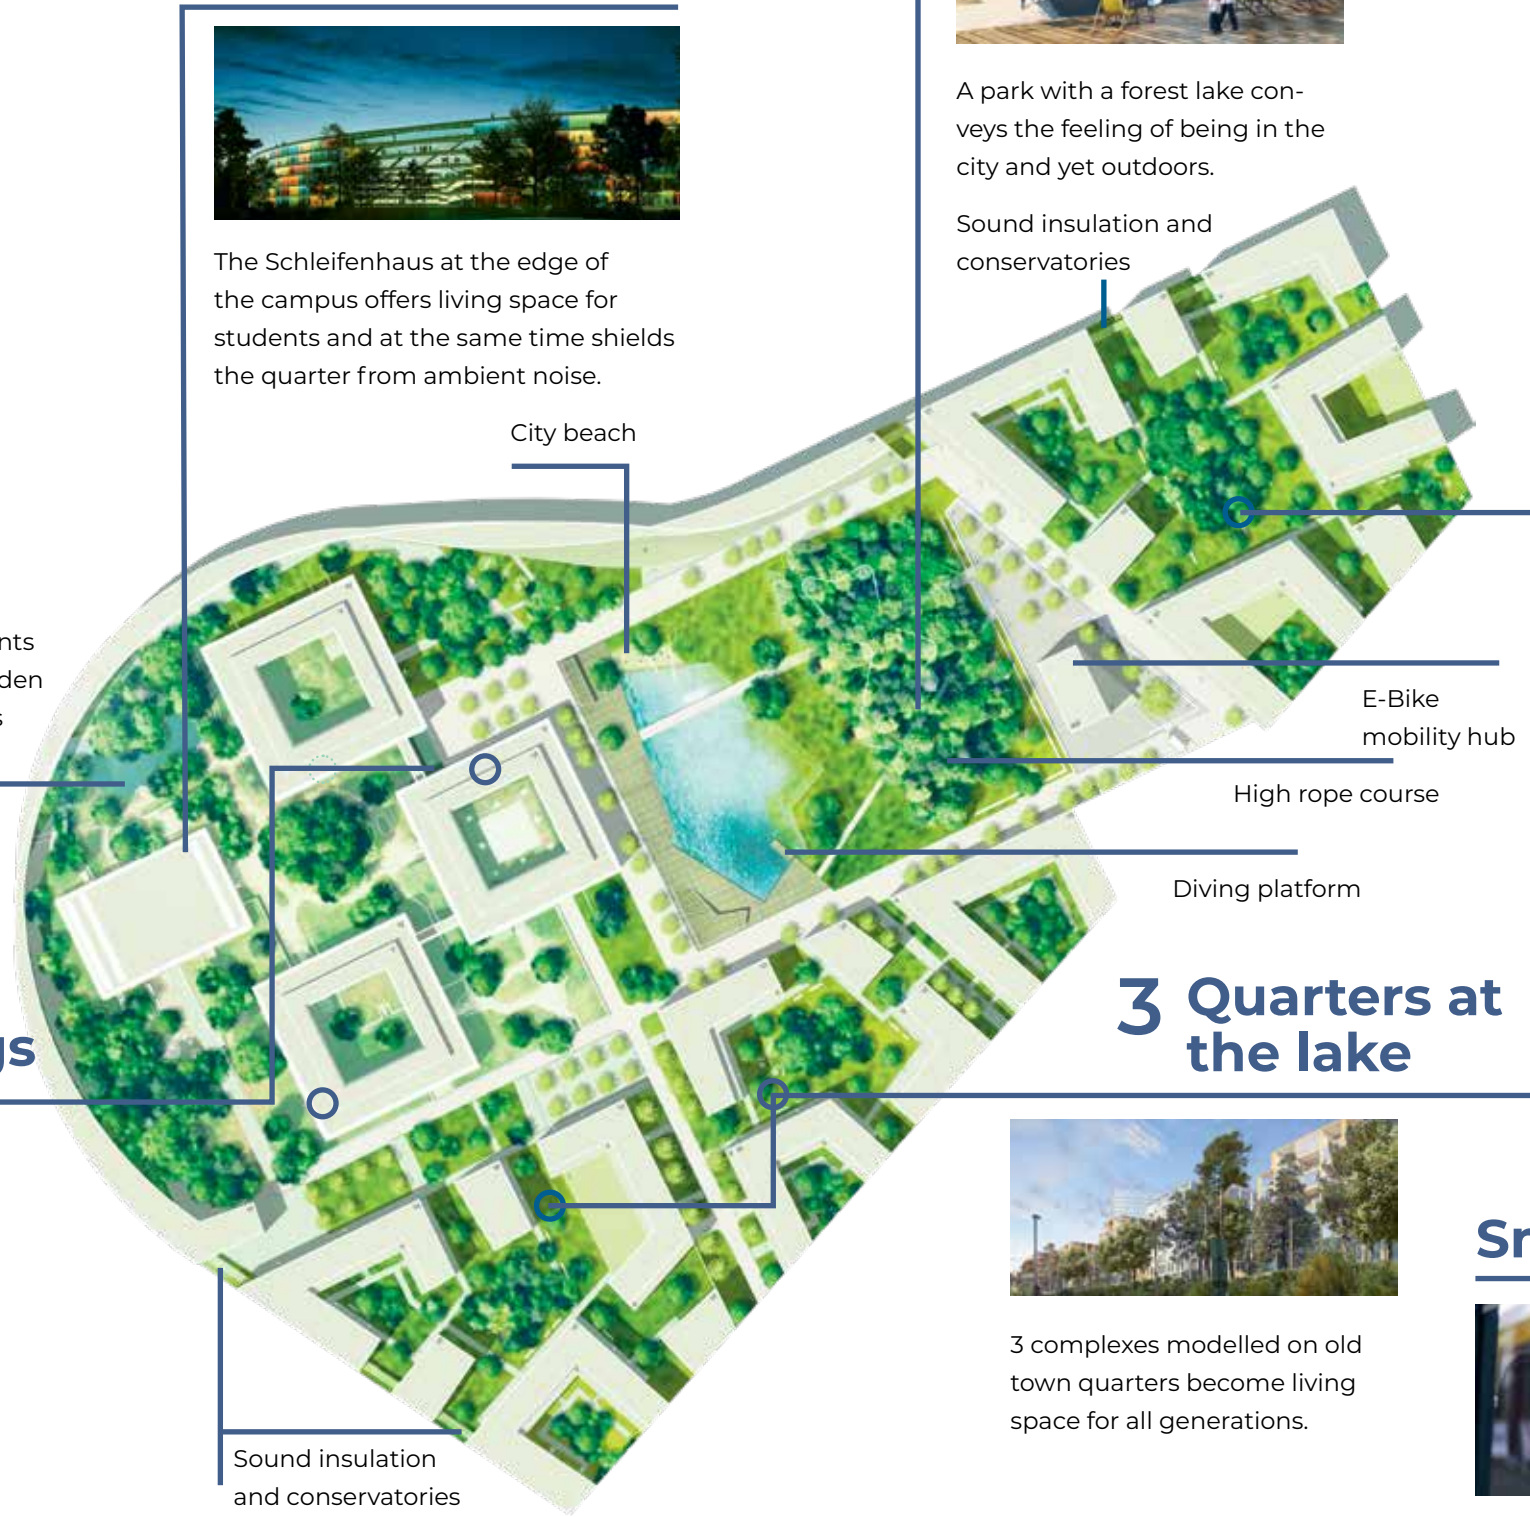 A park with a forest lake con-
veys the feeling of being in the
city and yet outdoors.
Sound insulation and
conservatories
The Schleifenhaus at the edge of
the campus offers living space for
students and at the same time shields
the quarter from ambient noise.
City beach
E-Bike
mobility hub
High rope course
Diving platform
3 Quarters at
the lake
3 complexes modelled on old
town quarters become living
space for all generations.
Sound insulation
and conservatories